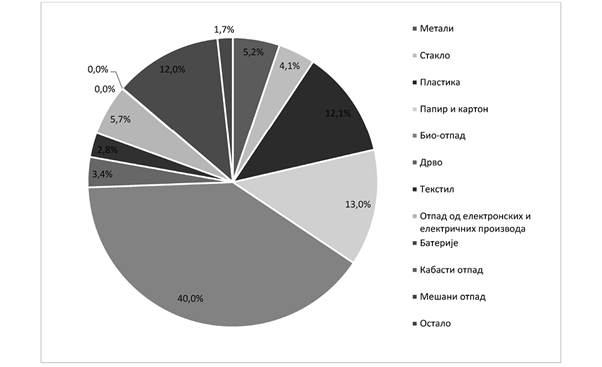 1,7%
5,2%
4,1%
12,1%
13,0%
40,0%
3,4%
2,8%
5,7%
0,0%
0,0%
12,0%
Метали
Стакло
Пластика
Папир и картон
Био-отпад
Дрво
Текстил
Отпад од електронских и
електричних производа
Батерије
Кабасти отпад
Мешани отпад
Остало